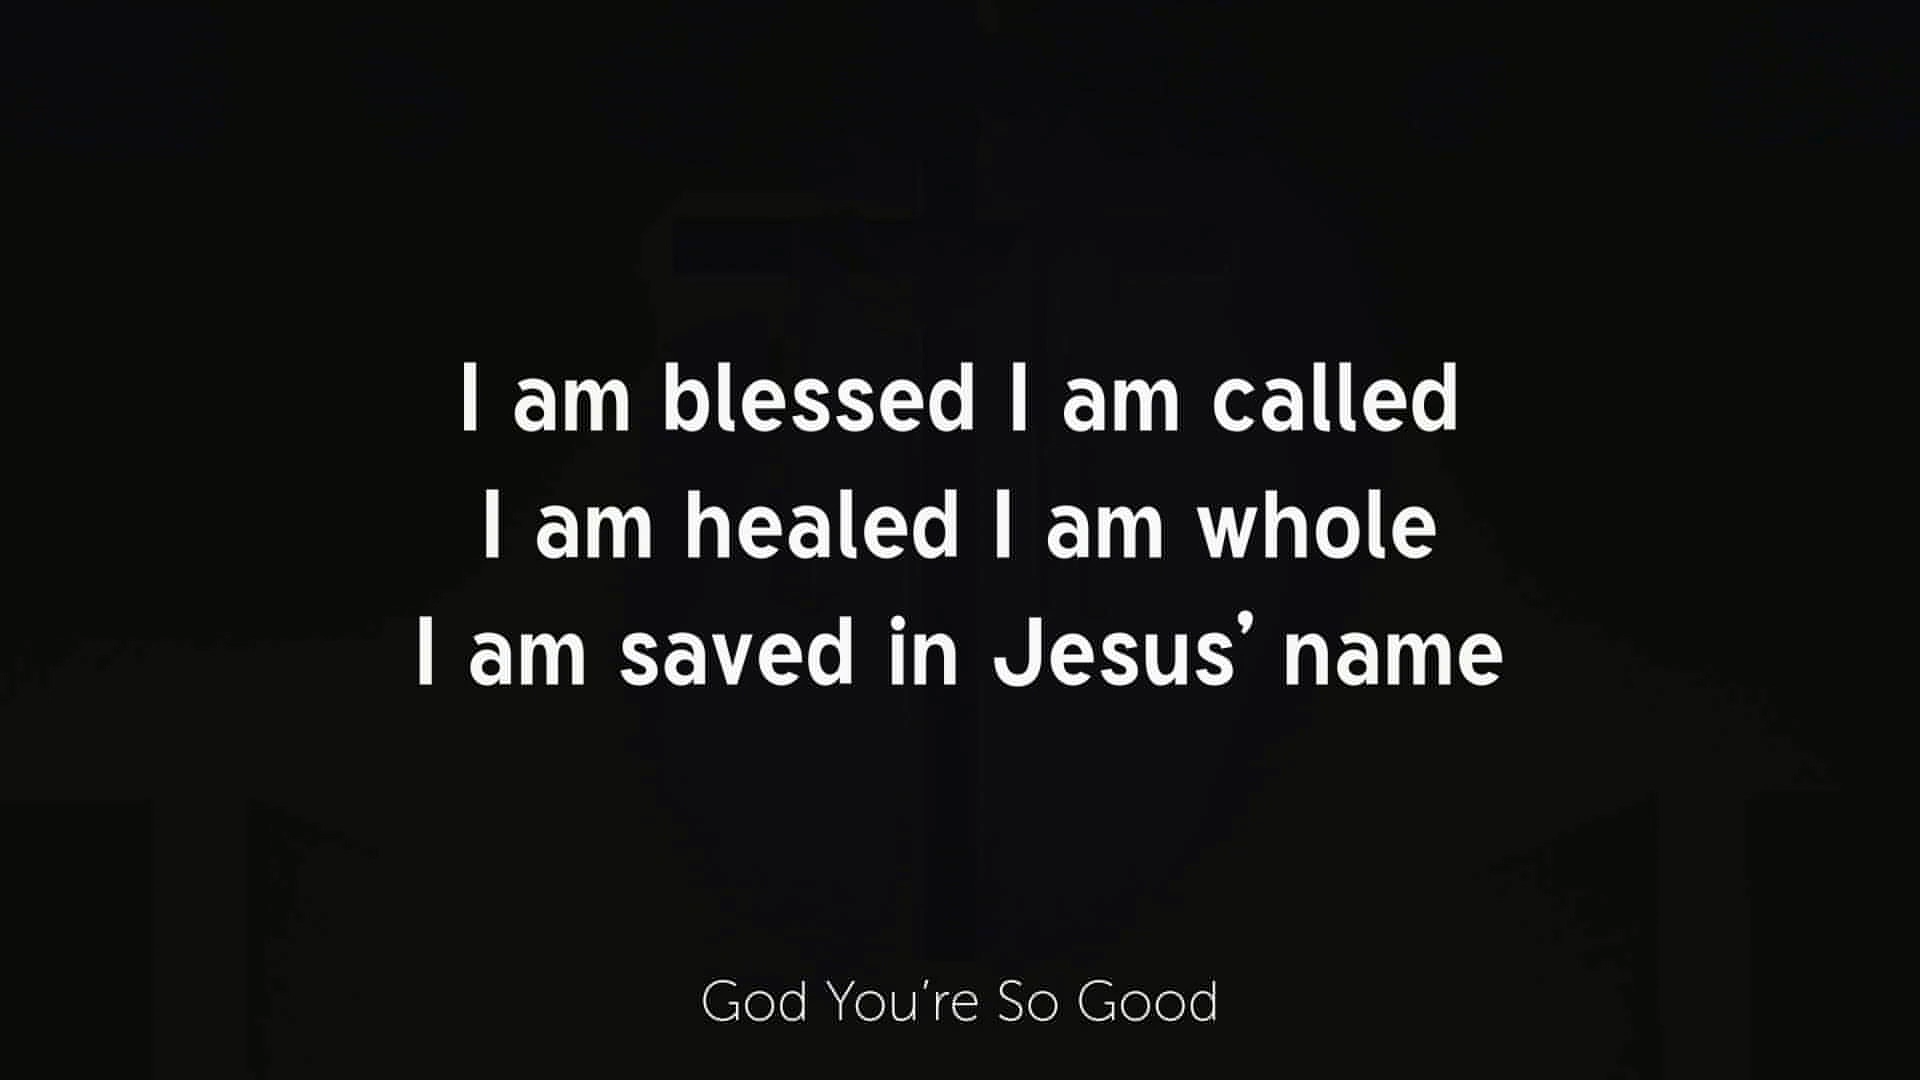 I am blessed I am called
I am healed I am whole
I am saved in Jesus’ name
God You’re So Good